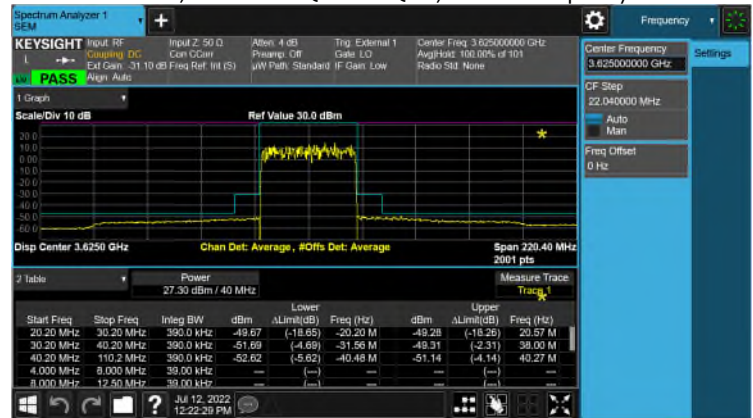 Spectrum Analyzer 1
SEM
Frequency
KEYSIGHT
L
PASS
Input: RF
Coupling: DC
Ext Gain: -31.10 dB
Align: Auto
Input Z: 50 Ω
Corr CCorr
Freq Ref: Int (S)
Atten: 4 dB
Preamp: Off
µW Path: Standard
Trig: External 1
Gate: LO
IF Gain: Low
Center Freq: 3.625000000 GHz
Avg|Hold: 100.00% of 101
Radio Std: None
Center Frequency
3.625000000 GHz
Settings
CF Step
22.040000 MHz
Auto
Man
Freq Offset
0 Hz
1 Graph
Scale/Div 10 dB
Ref Value 30.0 dBm
20.0
10.0
0.00
-10.0
-20.0
-30.0
-40.0
-50.0
-60.0
Disp Center 3.6250 GHz
Chan Det: Average, #Offs Det: Average
Span 220.40 MHz
2001 pts
2 Table
Power
27.30 dBm / 40 MHz
Measure Trace
Trace 1
Lower
Upper
Start Freq Stop Freq Integ BW dBm ΔLimit(dB) Freq (Hz) dBm ΔLimit(dB) Freq (Hz)
20.20 MHz 30.20 MHz 390.0 kHz -49.67 (-18.65) -20.20 M -49.28 (-18.26) 20.57 M
30.20 MHz 40.20 MHz 390.0 kHz -51.69 (-4.69) -31.56 M -49.31 (-2.31) 38.00 M
40.20 MHz 110.2 MHz 390.0 kHz -52.62 (-5.62) -40.48 M -51.14 (-4.14) 40.27 M
4.000 MHz 8.000 MHz 39.00 kHz --- (---) --- (---)
8.000 MHz 12.50 MHz 39.00 kHz --- (---) --- (---)
?
Jul 12, 2022
12:22:29 PM